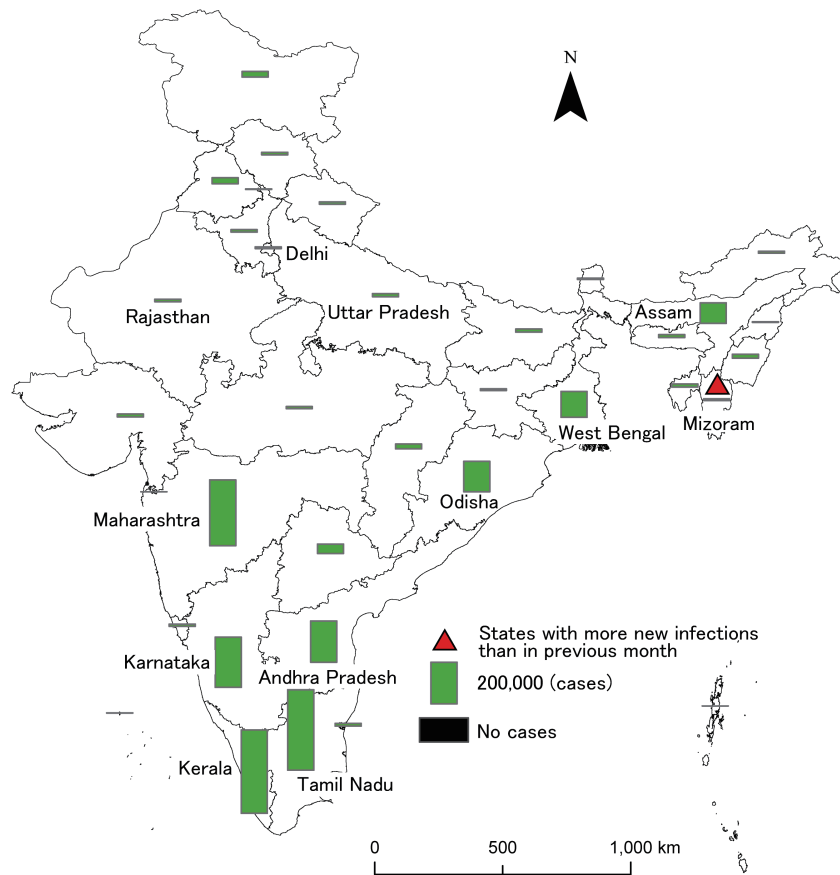 N
Delhi
Rajasthan
Uttar Pradesh
Assam
Mizoram
West Bengal
Odisha
Maharashtra
Karnataka
Andhra Pradesh
Kerala
Tamil Nadu
States with more new infections
than in previous month
200,000 (cases)
No cases
0 500 1,000 km